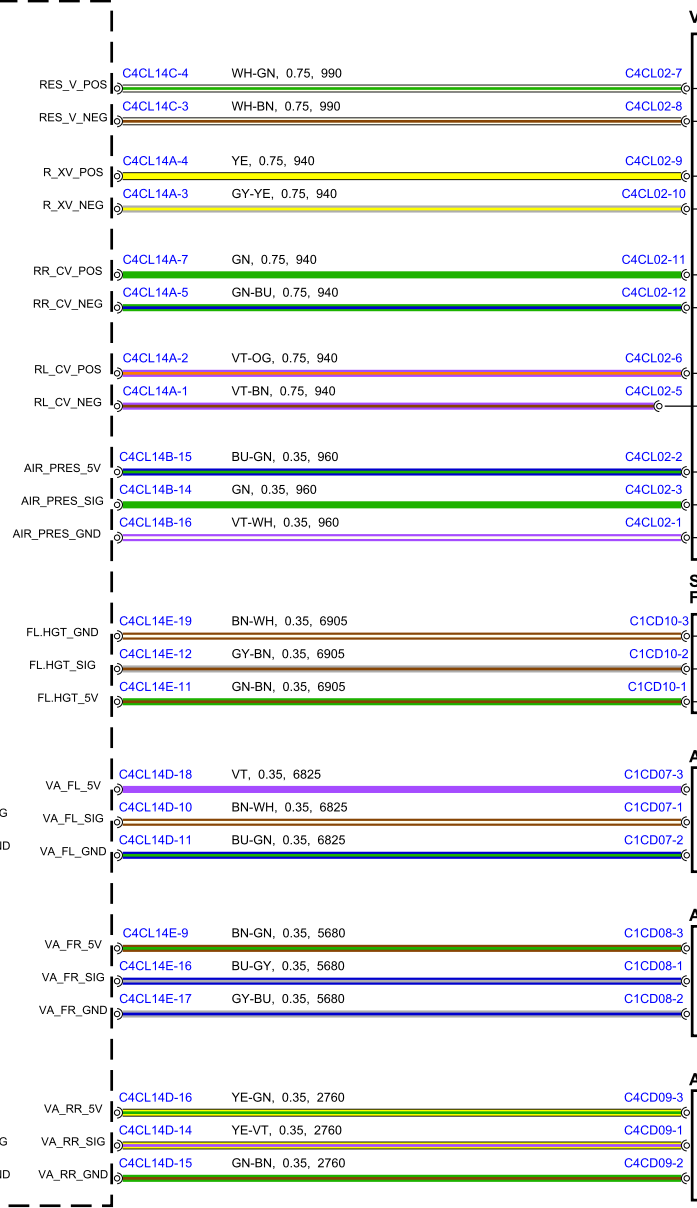 V
RES_V_POS C4CL14C-4 WH-GN, 0.75, 990 C4CL02-7
RES_V_NEG C4CL14C-3 WH-BN, 0.75, 990 C4CL02-8
R_XV_POS C4CL14A-4 YE, 0.75, 940 C4CL02-9
R_XV_NEG C4CL14A-3 GY-YE, 0.75, 940 C4CL02-10
RR_CV_POS C4CL14A-7 GN, 0.75, 940 C4CL02-11
RR_CV_NEG C4CL14A-5 GN-BU, 0.75, 940 C4CL02-12
RL_CV_POS C4CL14A-2 VT-OG, 0.75, 940 C4CL02-6
RL_CV_NEG C4CL14A-1 VT-BN, 0.75, 940 C4CL02-5
AIR_PRES_5V C4CL14B-15 BU-GN, 0.35, 960 C4CL02-2
AIR_PRES_SIG C4CL14B-14 GN, 0.35, 960 C4CL02-3
AIR_PRES_GND C4CL14B-16 VT-WH, 0.35, 960 C4CL02-1
S
F
FL.HGT_GND C4CL14E-19 BN-WH, 0.35, 6905 C1CD10-3
FL.HGT_SIG C4CL14E-12 GY-BN, 0.35, 6905 C1CD10-2
FL.HGT_5V C4CL14E-11 GN-BN, 0.35, 6905 C1CD10-1
A
VA_FL_5V C4CL14D-18 VT, 0.35, 6825 C1CD07-3
G VA_FL_SIG C4CL14D-10 BN-WH, 0.35, 6825 C1CD07-1
ND VA_FL_GND C4CL14D-11 BU-GN, 0.35, 6825 C1CD07-2
A
VA_FR_5V C4CL14E-9 BN-GN, 0.35, 5680 C1CD08-3
VA_FR_SIG C4CL14E-16 BU-GY, 0.35, 5680 C1CD08-1
VA_FR_GND C4CL14E-17 GY-BU, 0.35, 5680 C1CD08-2
A
VA_RR_5V C4CL14D-16 YE-GN, 0.35, 2760 C4CD09-3
G VA_RR_SIG C4CL14D-14 YE-VT, 0.35, 2760 C4CD09-1
ND VA_RR_GND C4CL14D-15 GN-BN, 0.35, 2760 C4CD09-2